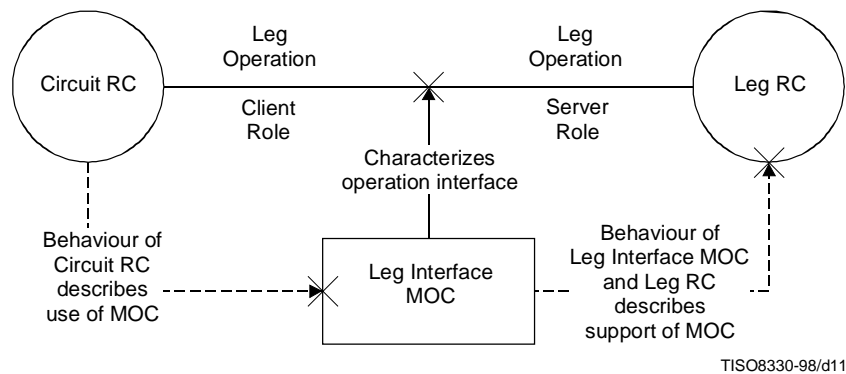 Circuit RC
Leg
Operation
Client
Role
Leg
Operation
Server
Role
Leg RC
Characterizes
operation interface
Behaviour of
Circuit RC
describes
use of MOC
Leg Interface
MOC
Behaviour of
Leg Interface MOC
and Leg RC
describes
support of MOC
TISO8330-98/d11